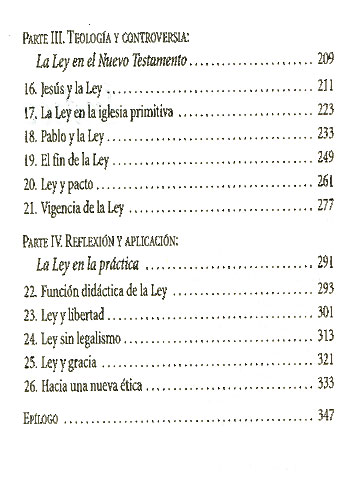 PARTE III. TEOLOGÍA Y CONTROVERSIA:
La Ley en el Nuevo Testamento 209
16. Jesús y la Ley 211
17. La Ley en la iglesia primitiva 223
18. Pablo y la Ley 233
19. El fin de la Ley 249
20. Ley y pacto 261
21. Vigencia de la Ley 277
PARTE IV. REFLEXIÓN Y APLICACIÓN:
La Ley en la práctica 291
22. Función didáctica de la Ley 293
23. Ley y libertad 301
24. Ley sin legalismo 313
25. Ley y gracia 321
26. Hacia una nueva ética 333
EPÍLOGO 347